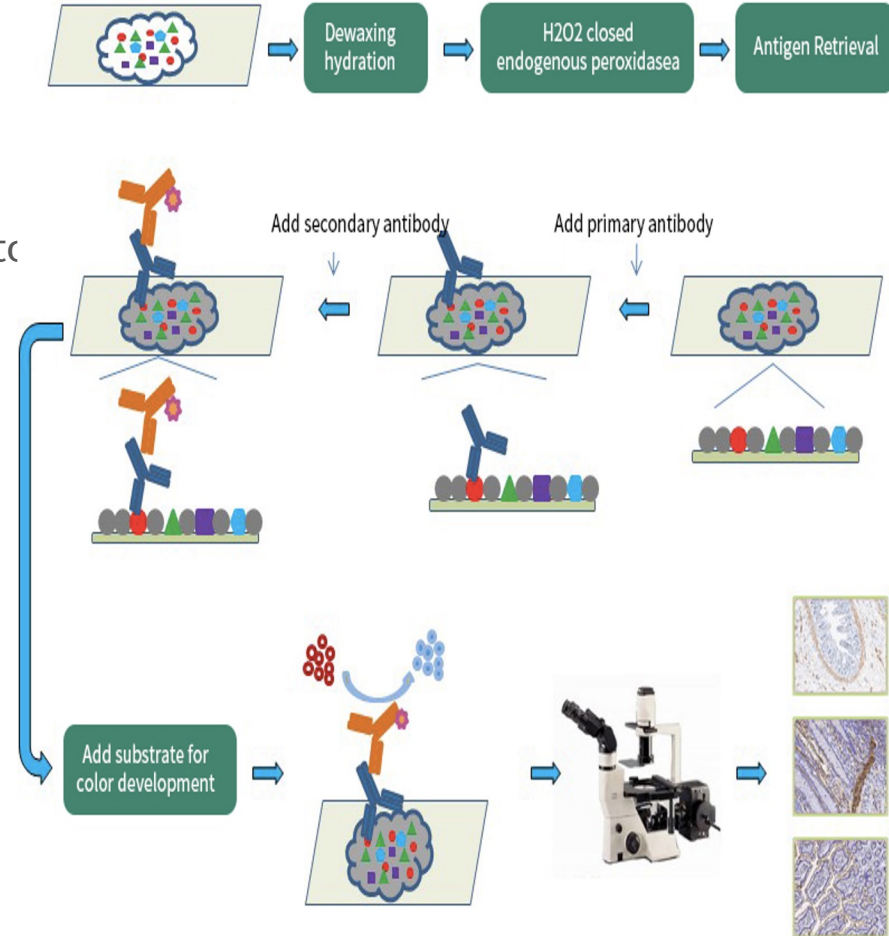 Dewaxing
hydration
H2O2 closed
endogenous peroxidasea
Antigen Retrieval
Add secondary antibody
Add primary antibody
Add substrate for
color development